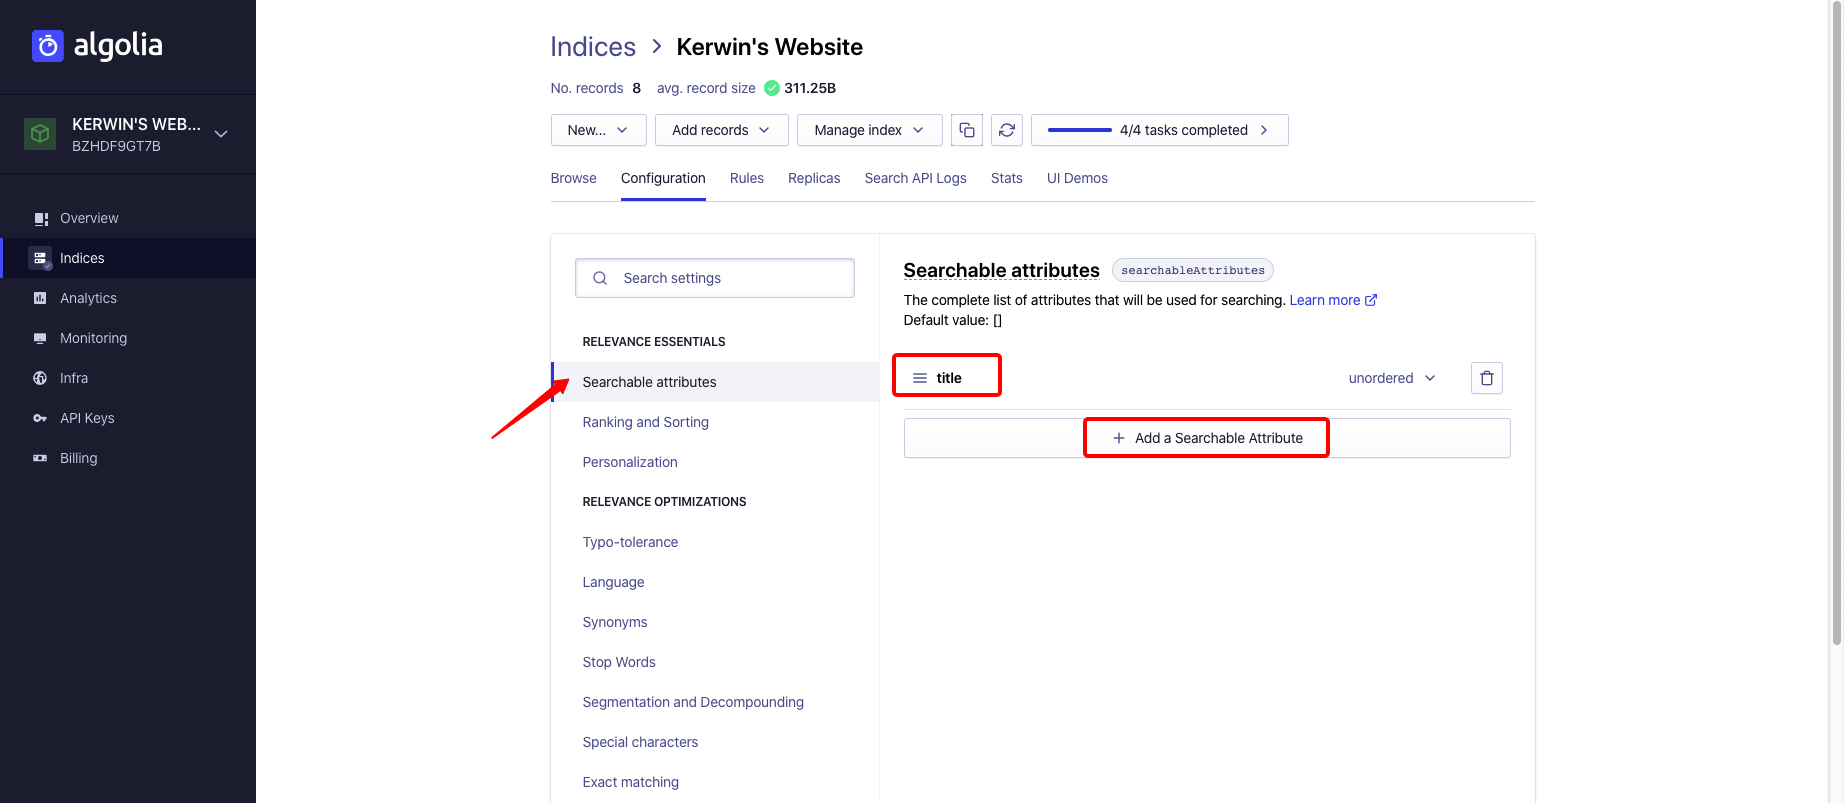 algolia
KERWIN'S WEB...
BZHDF9GT7B
Overview
Indices
Analytics
Monitoring
Infra
API Keys
Billing
Indices > Kerwin's Website
No. records 8 avg. record size 311.25B
New... Add records Manage index 4/4 tasks completed
Browse Configuration Rules Replicas Search API Logs Stats UI Demos
Search settings
RELEVANCE ESSENTIALS
Searchable attributes
Ranking and Sorting
Personalization
RELEVANCE OPTIMIZATIONS
Typo-tolerance
Language
Synonyms
Stop Words
Segmentation and Decompounding
Special characters
Exact matching
Searchable attributes searchableAttributes
The complete list of attributes that will be used for searching. Learn more
Default value: []
title unordered
+ Add a Searchable Attribute